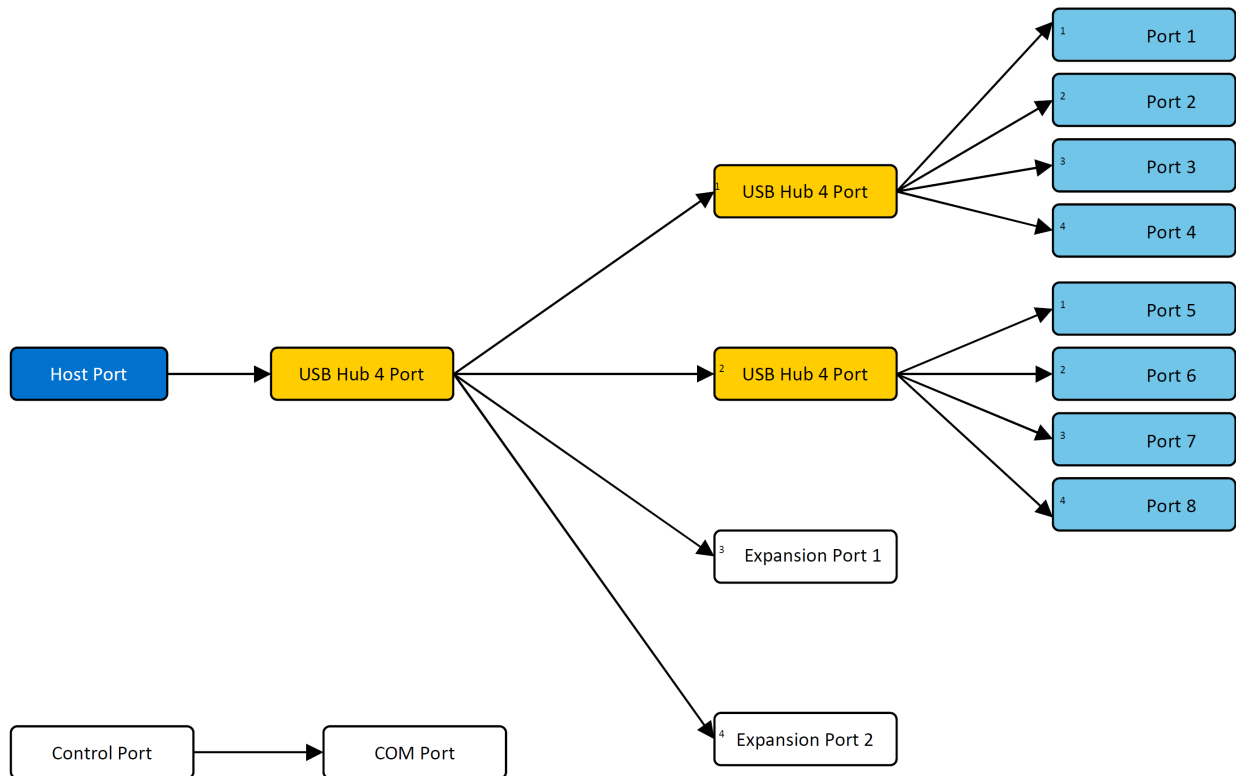 Host Port
USB Hub 4 Port
1 USB Hub 4 Port
1 Port 1
2 Port 2
3 Port 3
4 Port 4
2 USB Hub 4 Port
1 Port 5
2 Port 6
3 Port 7
4 Port 8
3 Expansion Port 1
4 Expansion Port 2
Control Port
COM Port